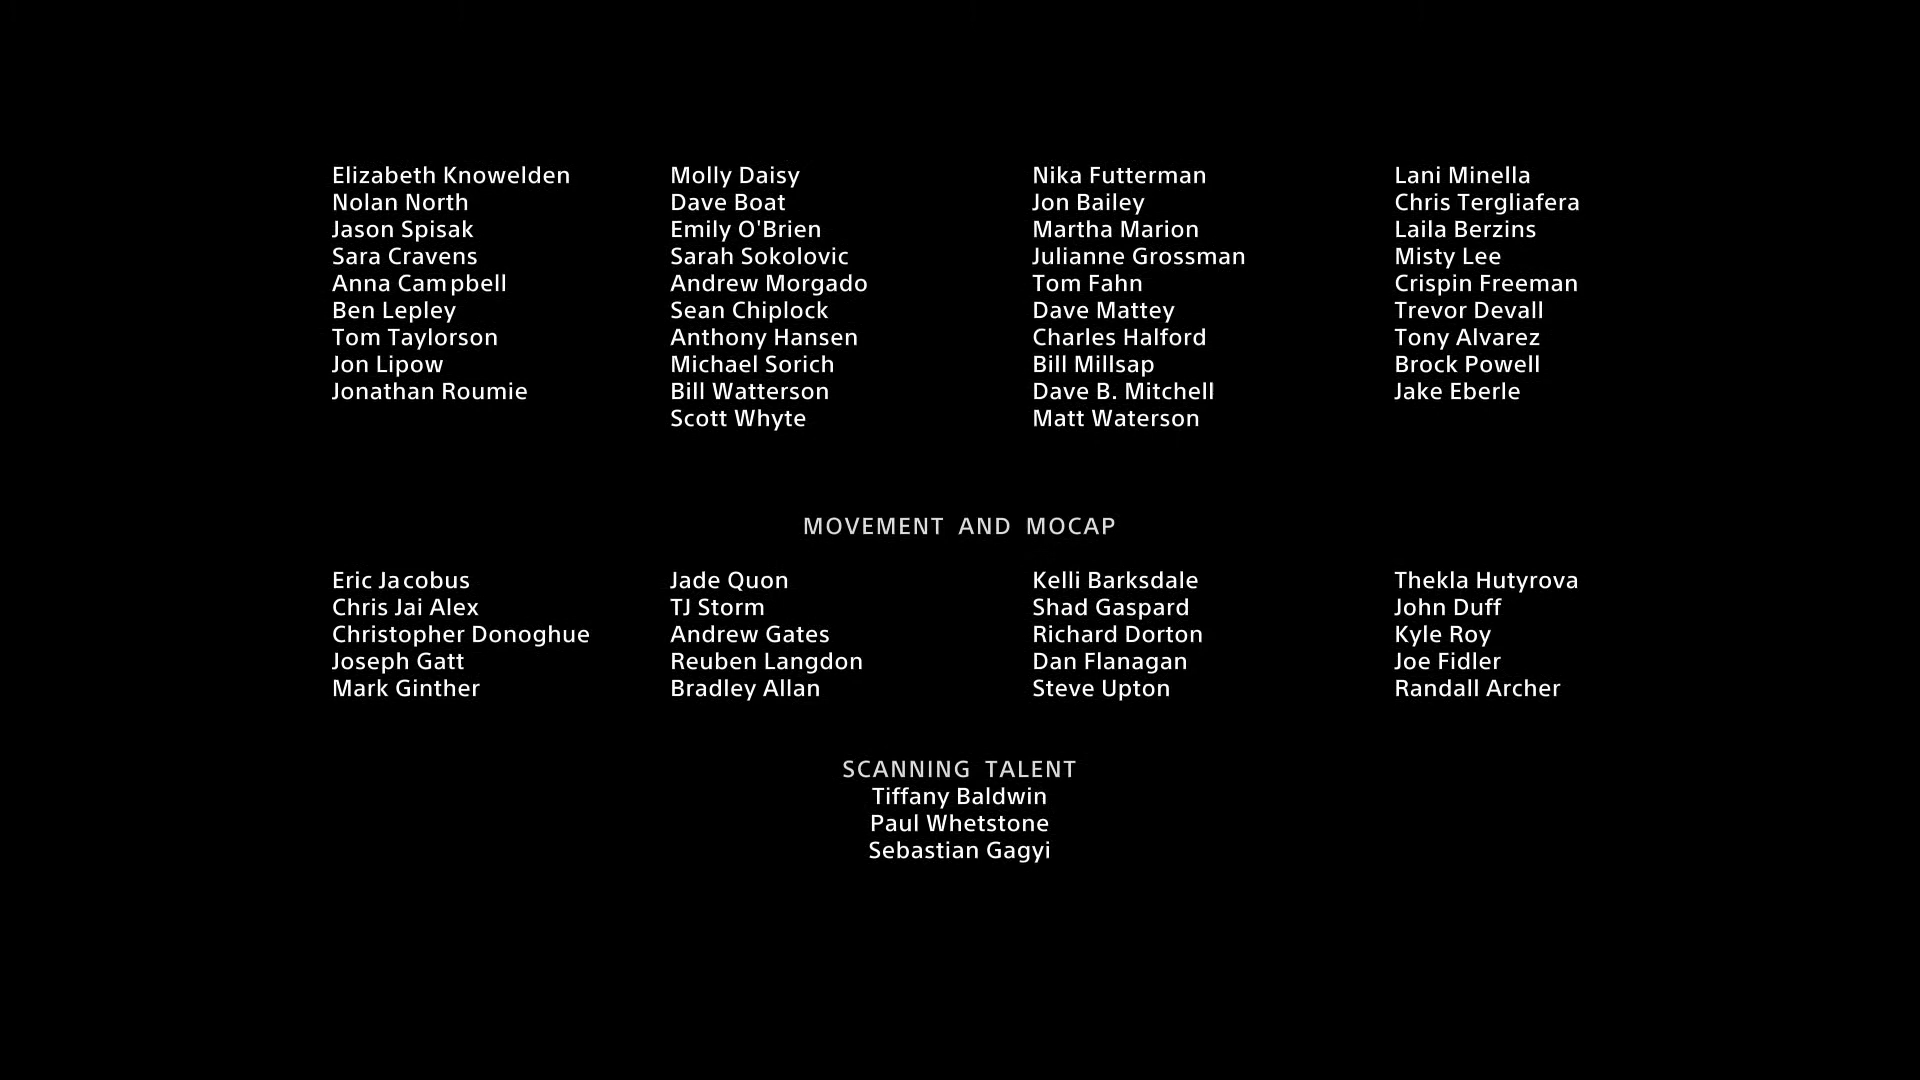 Elizabeth Knowelden Molly Daisy Nika Futterman Lani Minella
Nolan North Dave Boat Jon Bailey Chris Tergliafera
Jason Spisak Emily O'Brien Martha Marion Laila Berzins
Sara Cravens Sarah Sokolovic Julianne Grossman Misty Lee
Anna Campbell Andrew Morgado Tom Fahn Crispin Freeman
Ben Lepley Sean Chiplock Dave Mattey Trevor Devall
Tom Taylorson Anthony Hansen Charles Halford Tony Alvarez
Jon Lipow Michael Sorich Bill Millsap Brock Powell
Jonathan Roumie Bill Watterson Dave B. Mitchell Jake Eberle
Scott Whyte Matt Waterson
MOVEMENT AND MOCAP
Eric Jacobus Jade Quon Kelli Barksdale Thekla Hutyrova
Chris Jai Alex TJ Storm Shad Gaspard John Duff
Christopher Donoghue Andrew Gates Richard Dorton Kyle Roy
Joseph Gatt Reuben Langdon Dan Flanagan Joe Fidler
Mark Ginther Bradley Allan Steve Upton Randall Archer
SCANNING TALENT
Tiffany Baldwin
Paul Whetstone
Sebastian Gagyi